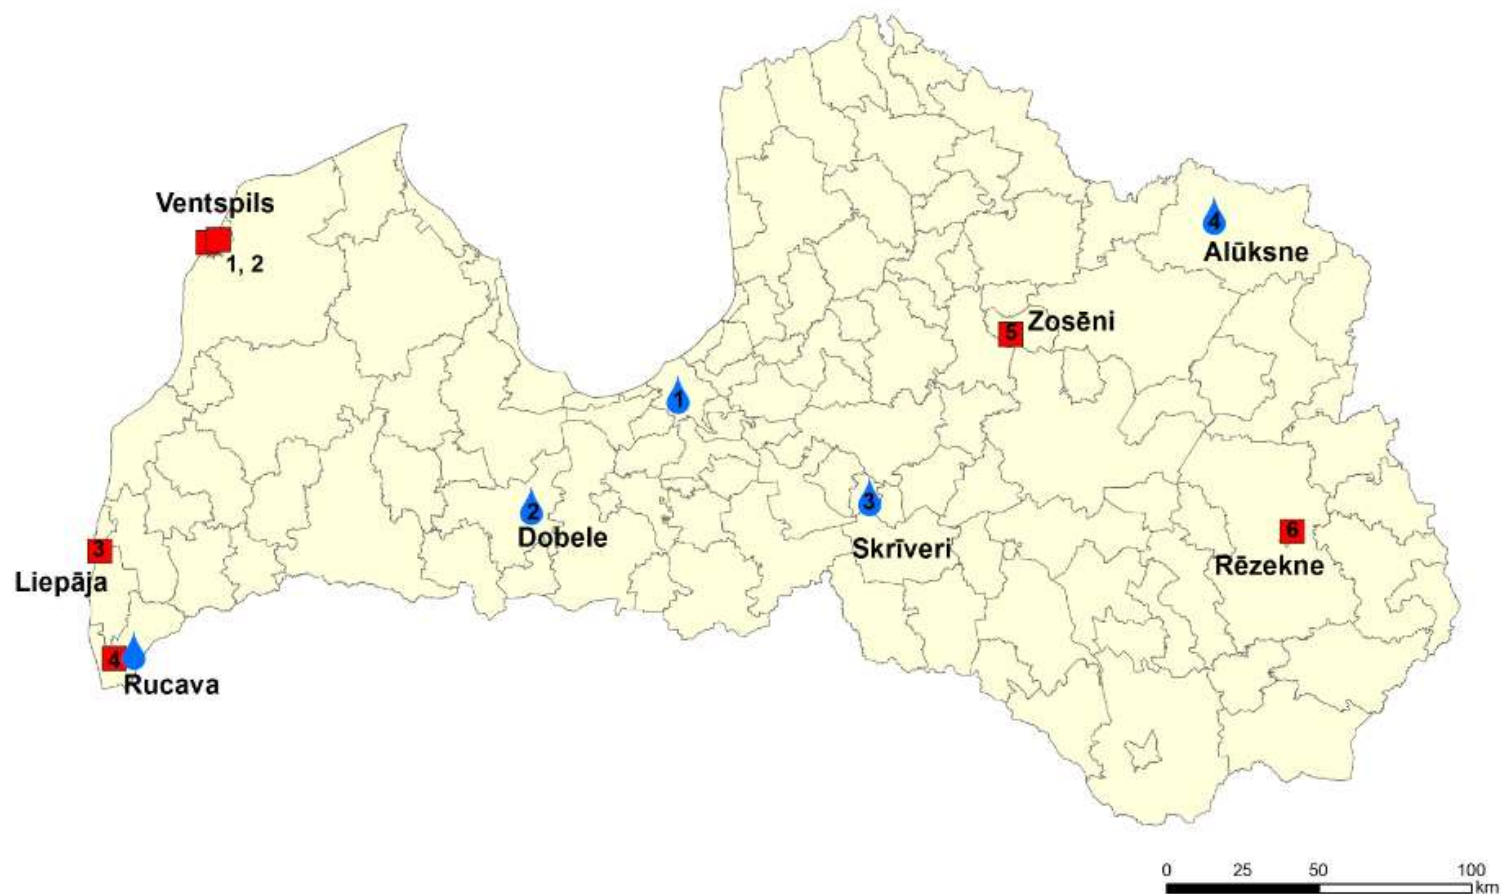 Ventspils
1, 2
4
Alūksne
5
Zosēni
1
2
Dobele
3
Skrīveri
6
Rēzekne
3
Liepāja
4
Rucava
0 25 50 100
km